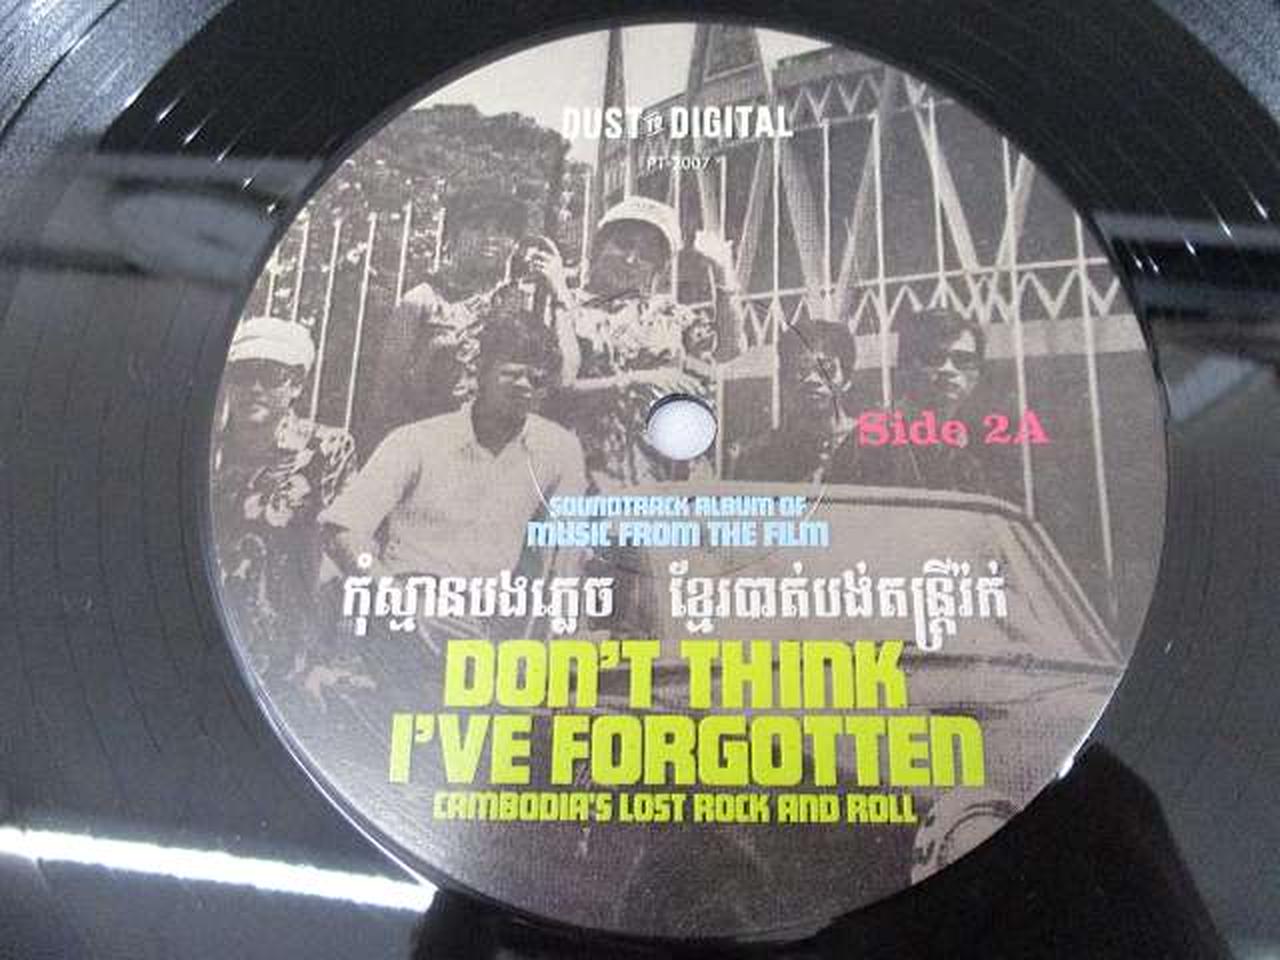 DUST TO DIGITAL
PT-2007
Side 2A
SOUNDTRACK ALBUM OF
MUSIC FROM THE FILM
កុំស្មានបងភ្លេច ខ្មែរបាត់បង់តន្ត្រីរ៉ក់
DON'T THINK
I'VE FORGOTTEN
CAMBODIA'S LOST ROCK AND ROLL